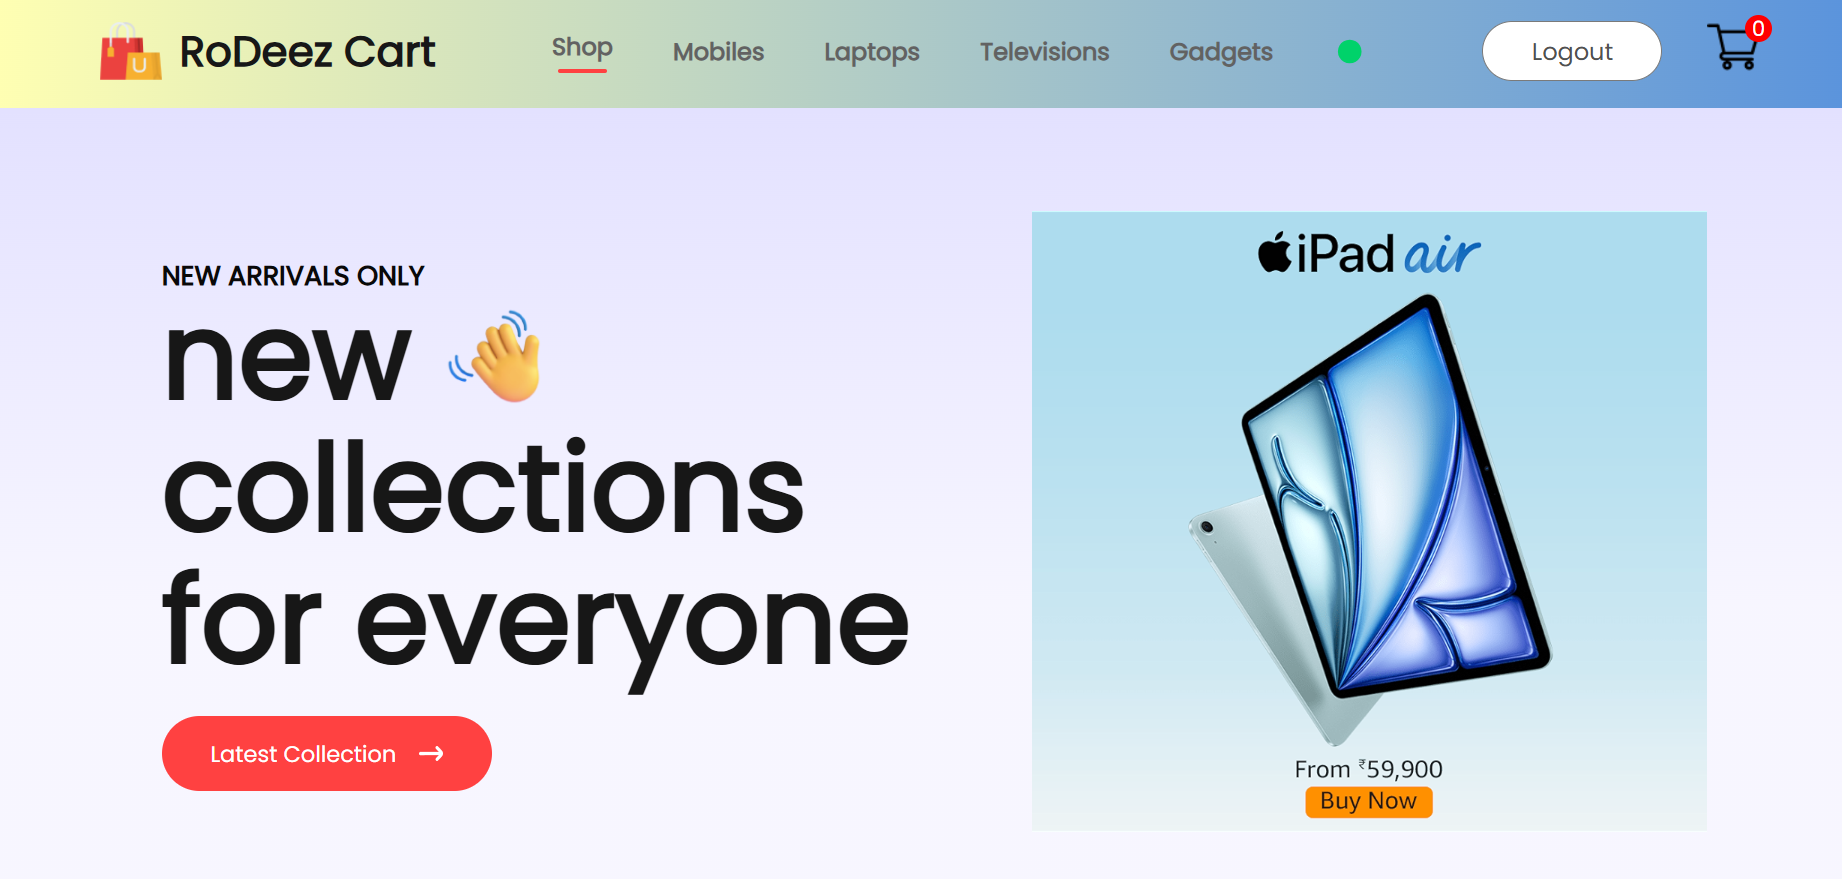 RoDeez Cart
Shop
Mobiles
Laptops
Televisions
Gadgets
Logout
0
NEW ARRIVALS ONLY
new
collections
for everyone
Latest Collection
iPad air
From ₹59,900
Buy Now
U